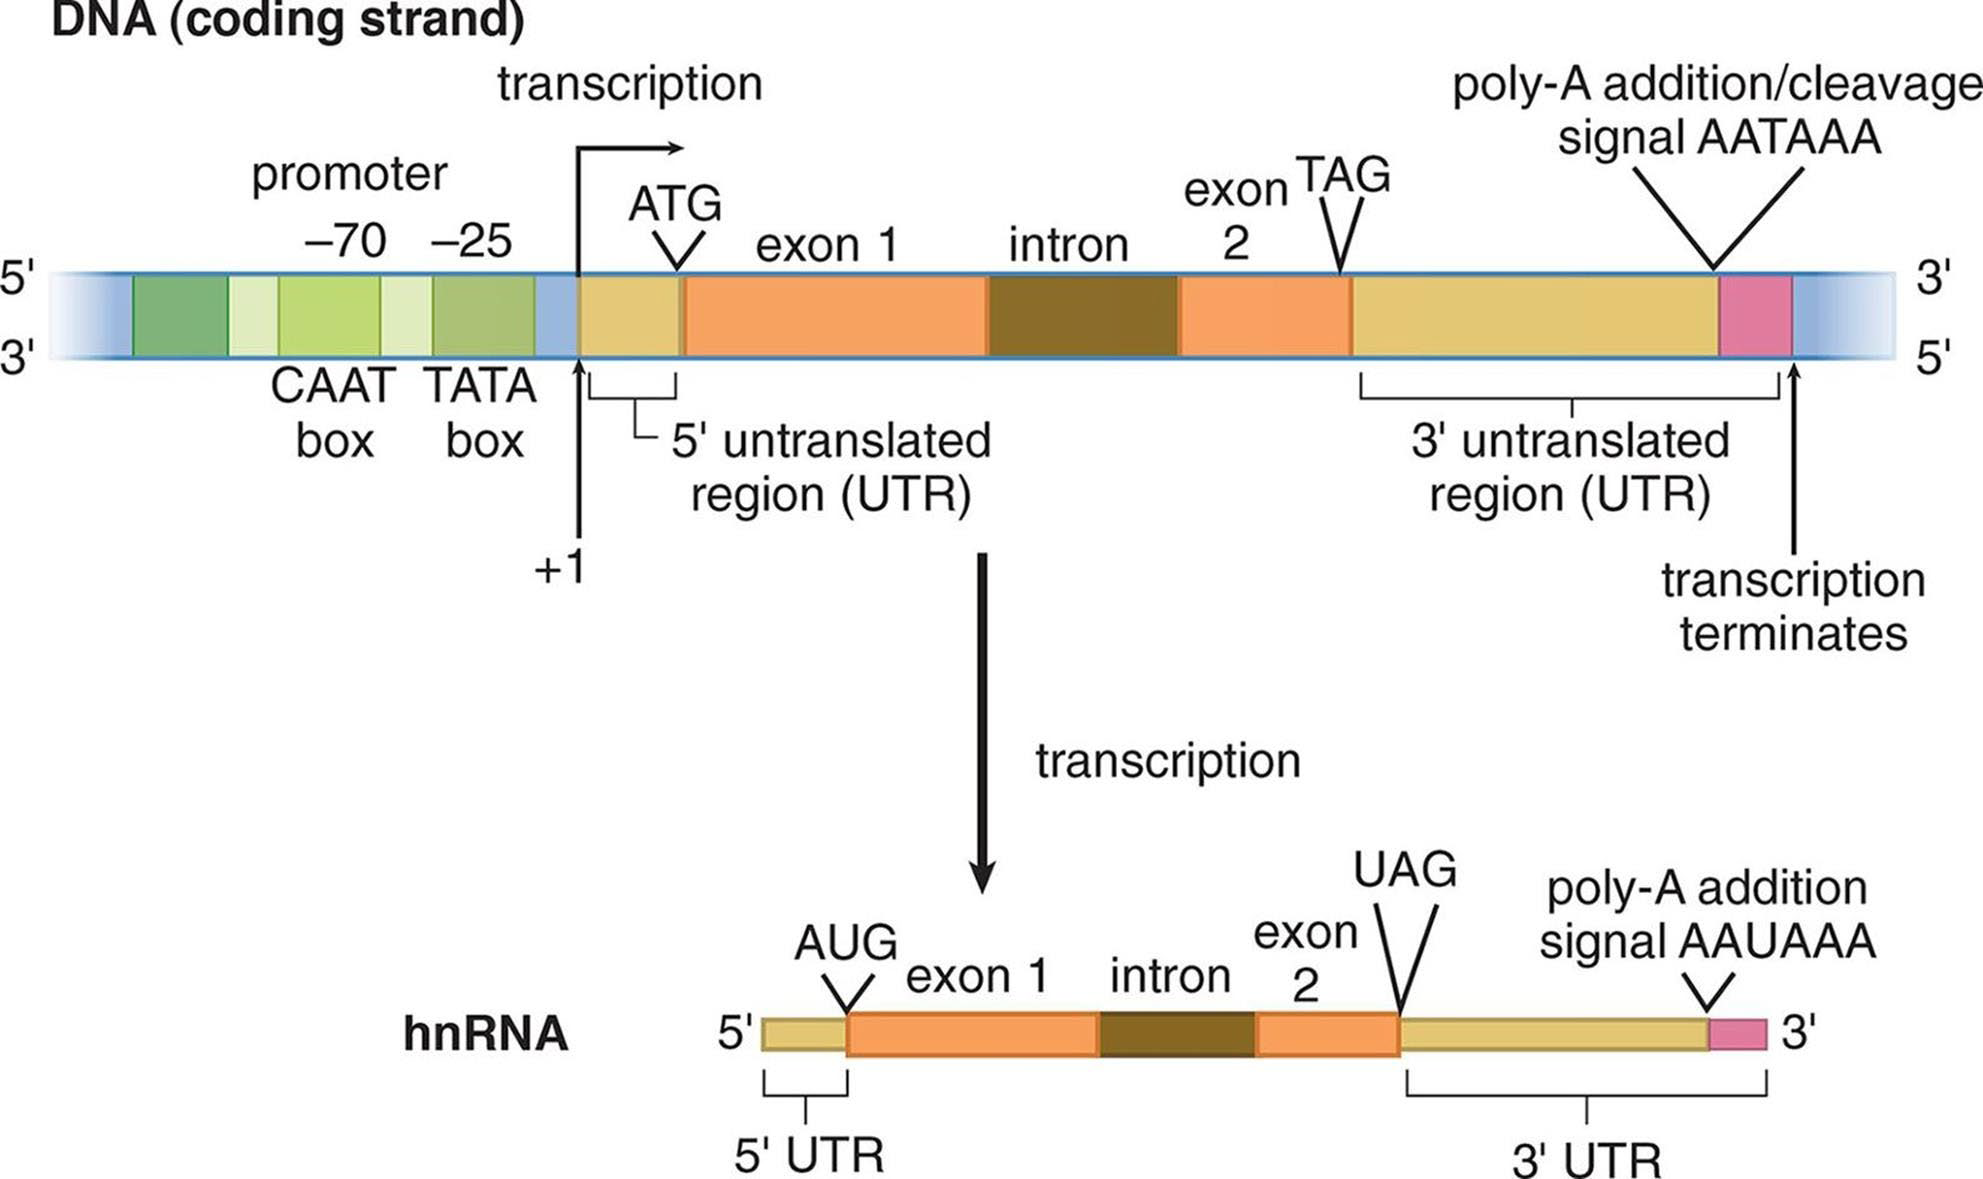 DNA (coding strand)
transcription
poly-A addition/cleavage
signal AATAAA
promoter
ATG
exon
2
TAG
–70
–25
exon 1
intron
5'
3'
3'
5'
CAAT
box
TATA
box
5' untranslated
region (UTR)
3' untranslated
region (UTR)
+1
transcription
terminates
transcription
UAG
poly-A addition
signal AAUAAA
AUG
exon 1
intron
exon
2
hnRNA
5'
3'
5' UTR
3' UTR